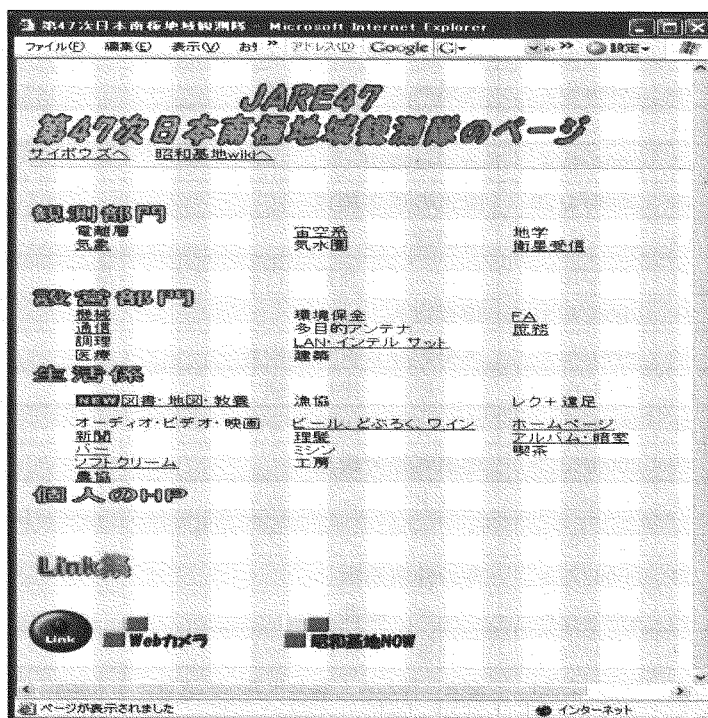 第47次日本南極地域観測隊 - Microsoft Internet Explorer
ファイル(F) 編集(E) 表示(V) お気 » アドレス(D) Google G▾ » 設定▾
JARE47
第47次日本南極地域観測隊のページ
サイボウズへ 昭和基地wikiへ
観測部門
電離層 宙空系 地学
気象 気水圏 衛星受信
設営部門
機械 環境保全 FA
通信 多目的アンテナ 庶務
調理 LAN・インテルサット
医療 建築
生活係
NEW 図書・地図・教養 漁協 レク+遠足
オーディオ・ビデオ・映画 ビール、どぶろく、ワイン ホームページ
新聞 理髪 アルバム・暗室
バー ミシン 喫茶
ソフトクリーム 工房
農協
個人のHP
Link集
Link Webカメラ 昭和基地NOW
ページが表示されました インターネット